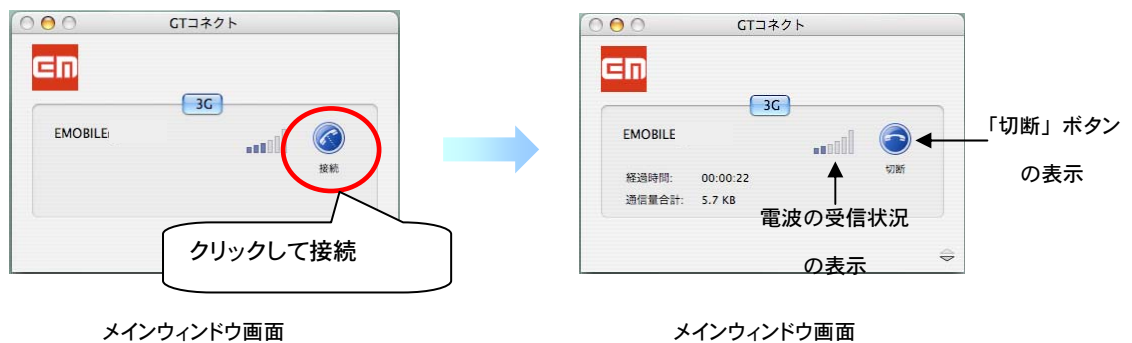 GTコネクト
EM
3G
EMOBILE
接続
クリックして接続
メインウィンドウ画面
GTコネクト
EM
3G
EMOBILE
切断
経過時間: 00:00:22
通信量合計: 5.7 KB
「切断」ボタン
の表示
電波の受信状況
の表示
メインウィンドウ画面